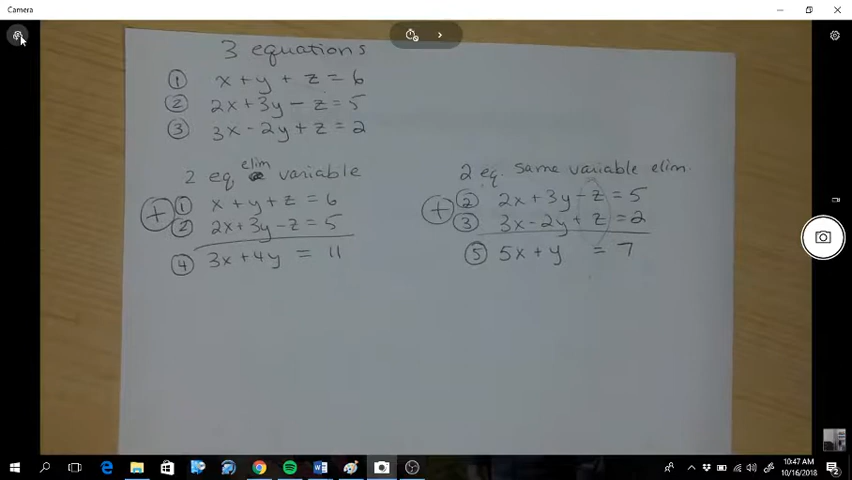 Camera
3 equations
① x + y + z = 6
② 2x + 3y - z = 5
③ 3x - 2y + z = 2
2 eq elim variable
+ ① x + y + z = 6
② 2x + 3y - z = 5
④ 3x + 4y = 11
2 eq. same variable elim.
+ ② 2x + 3y - z = 5
③ 3x - 2y + z = 2
⑤ 5x + y = 7
10:47 AM
10/16/2018